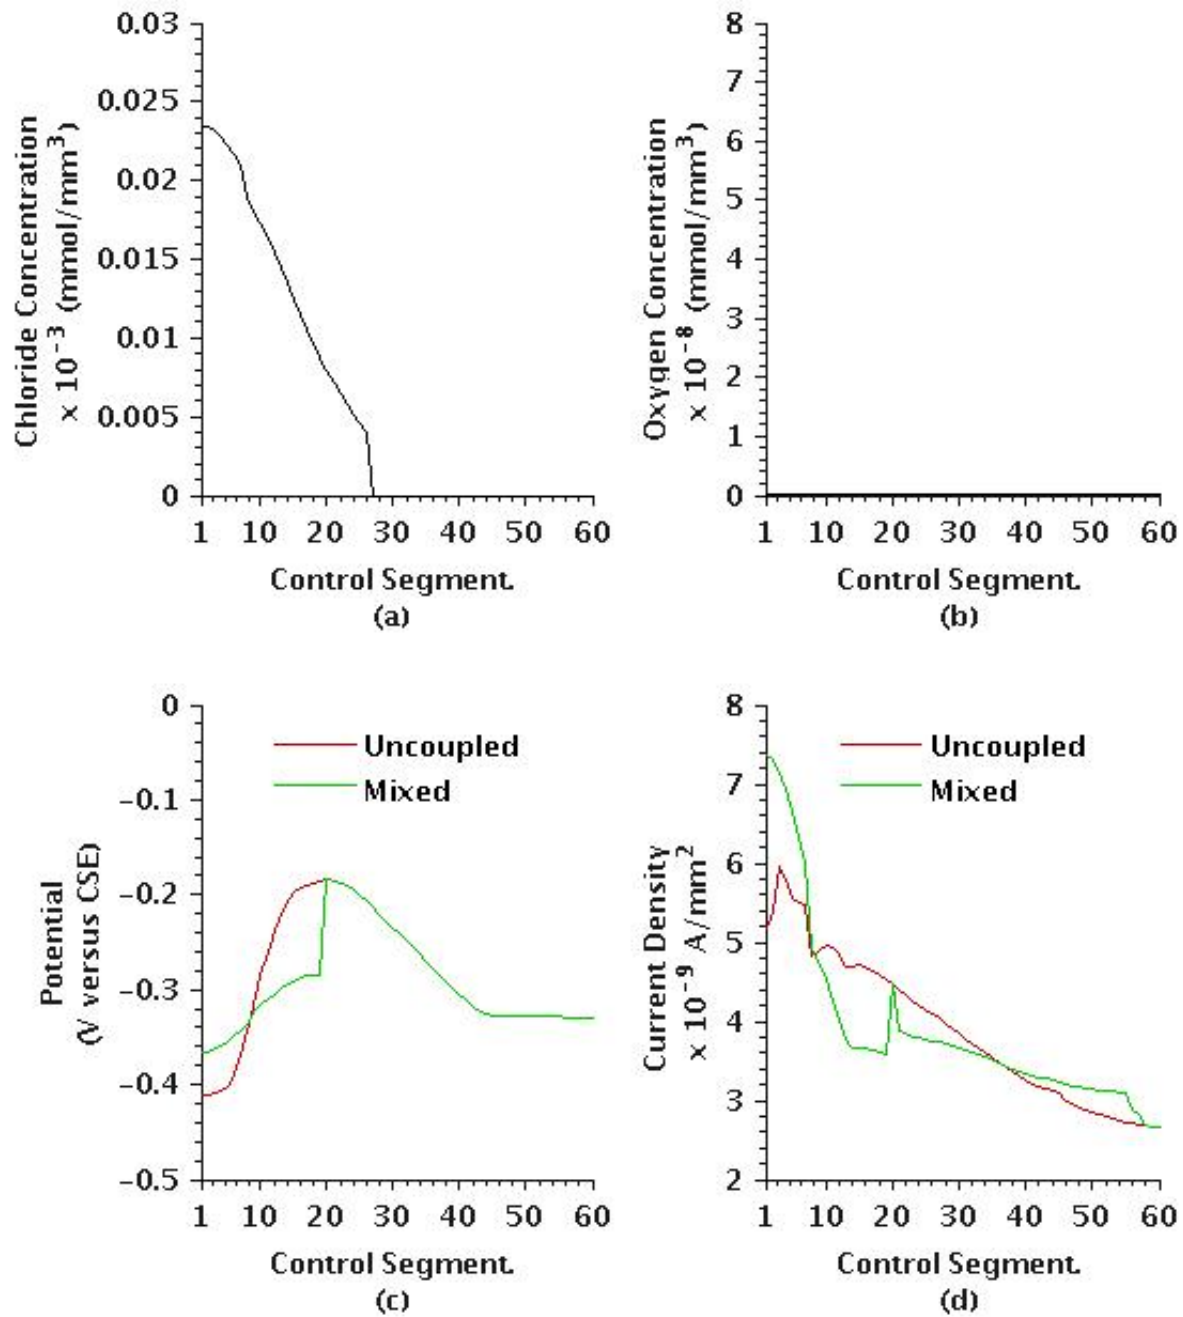 0.03
0.025
0.02
0.015
0.01
0.005
0
Chloride Concentration
x 10⁻³ (mmol/mm³)
1 10 20 30 40 50 60
Control Segment.
(a)
8
7
6
5
4
3
2
1
0
Oxygen Concentration
x 10⁻⁸ (mmol/mm³)
1 10 20 30 40 50 60
Control Segment.
(b)
0
−0.1
−0.2
−0.3
−0.4
−0.5
Potential
(V versus CSE)
Uncoupled
Mixed
1 10 20 30 40 50 60
Control Segment.
(c)
8
7
6
5
4
3
2
Current Density
x 10⁻⁹ A/mm²
Uncoupled
Mixed
1 10 20 30 40 50 60
Control Segment.
(d)